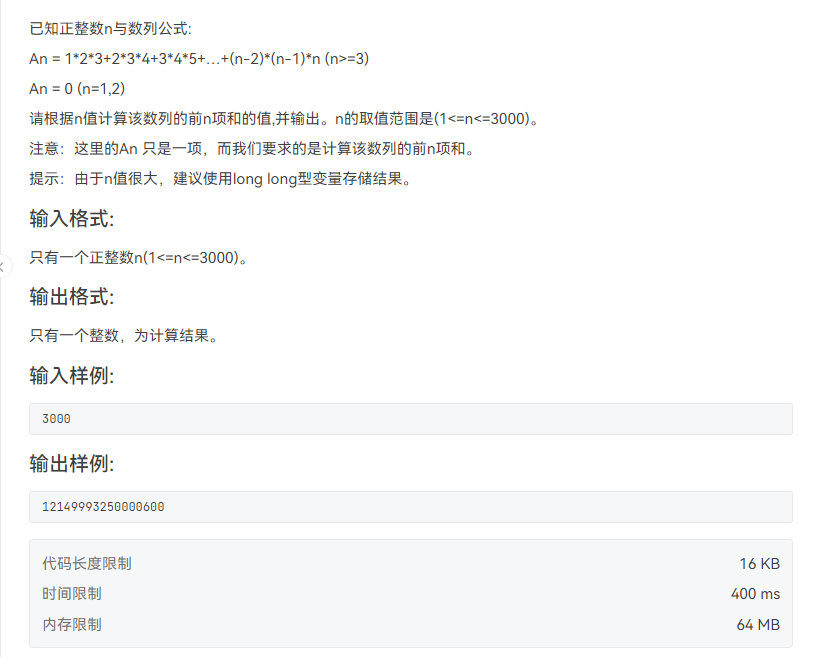 已知正整数n与数列公式:
An = 1*2*3+2*3*4+3*4*5+…+(n-2)*(n-1)*n (n>=3)
An = 0 (n=1,2)
请根据n值计算该数列的前n项和的值,并输出。n的取值范围是(1<=n<=3000)。
注意：这里的An 只是一项，而我们要求的是计算该数列的前n项和。
提示：由于n值很大，建议使用long long型变量存储结果。
输入格式:
只有一个正整数n(1<=n<=3000)。
输出格式:
只有一个整数，为计算结果。
输入样例:
3000
输出样例:
12149993250000600
代码长度限制 16 KB
时间限制 400 ms
内存限制 64 MB